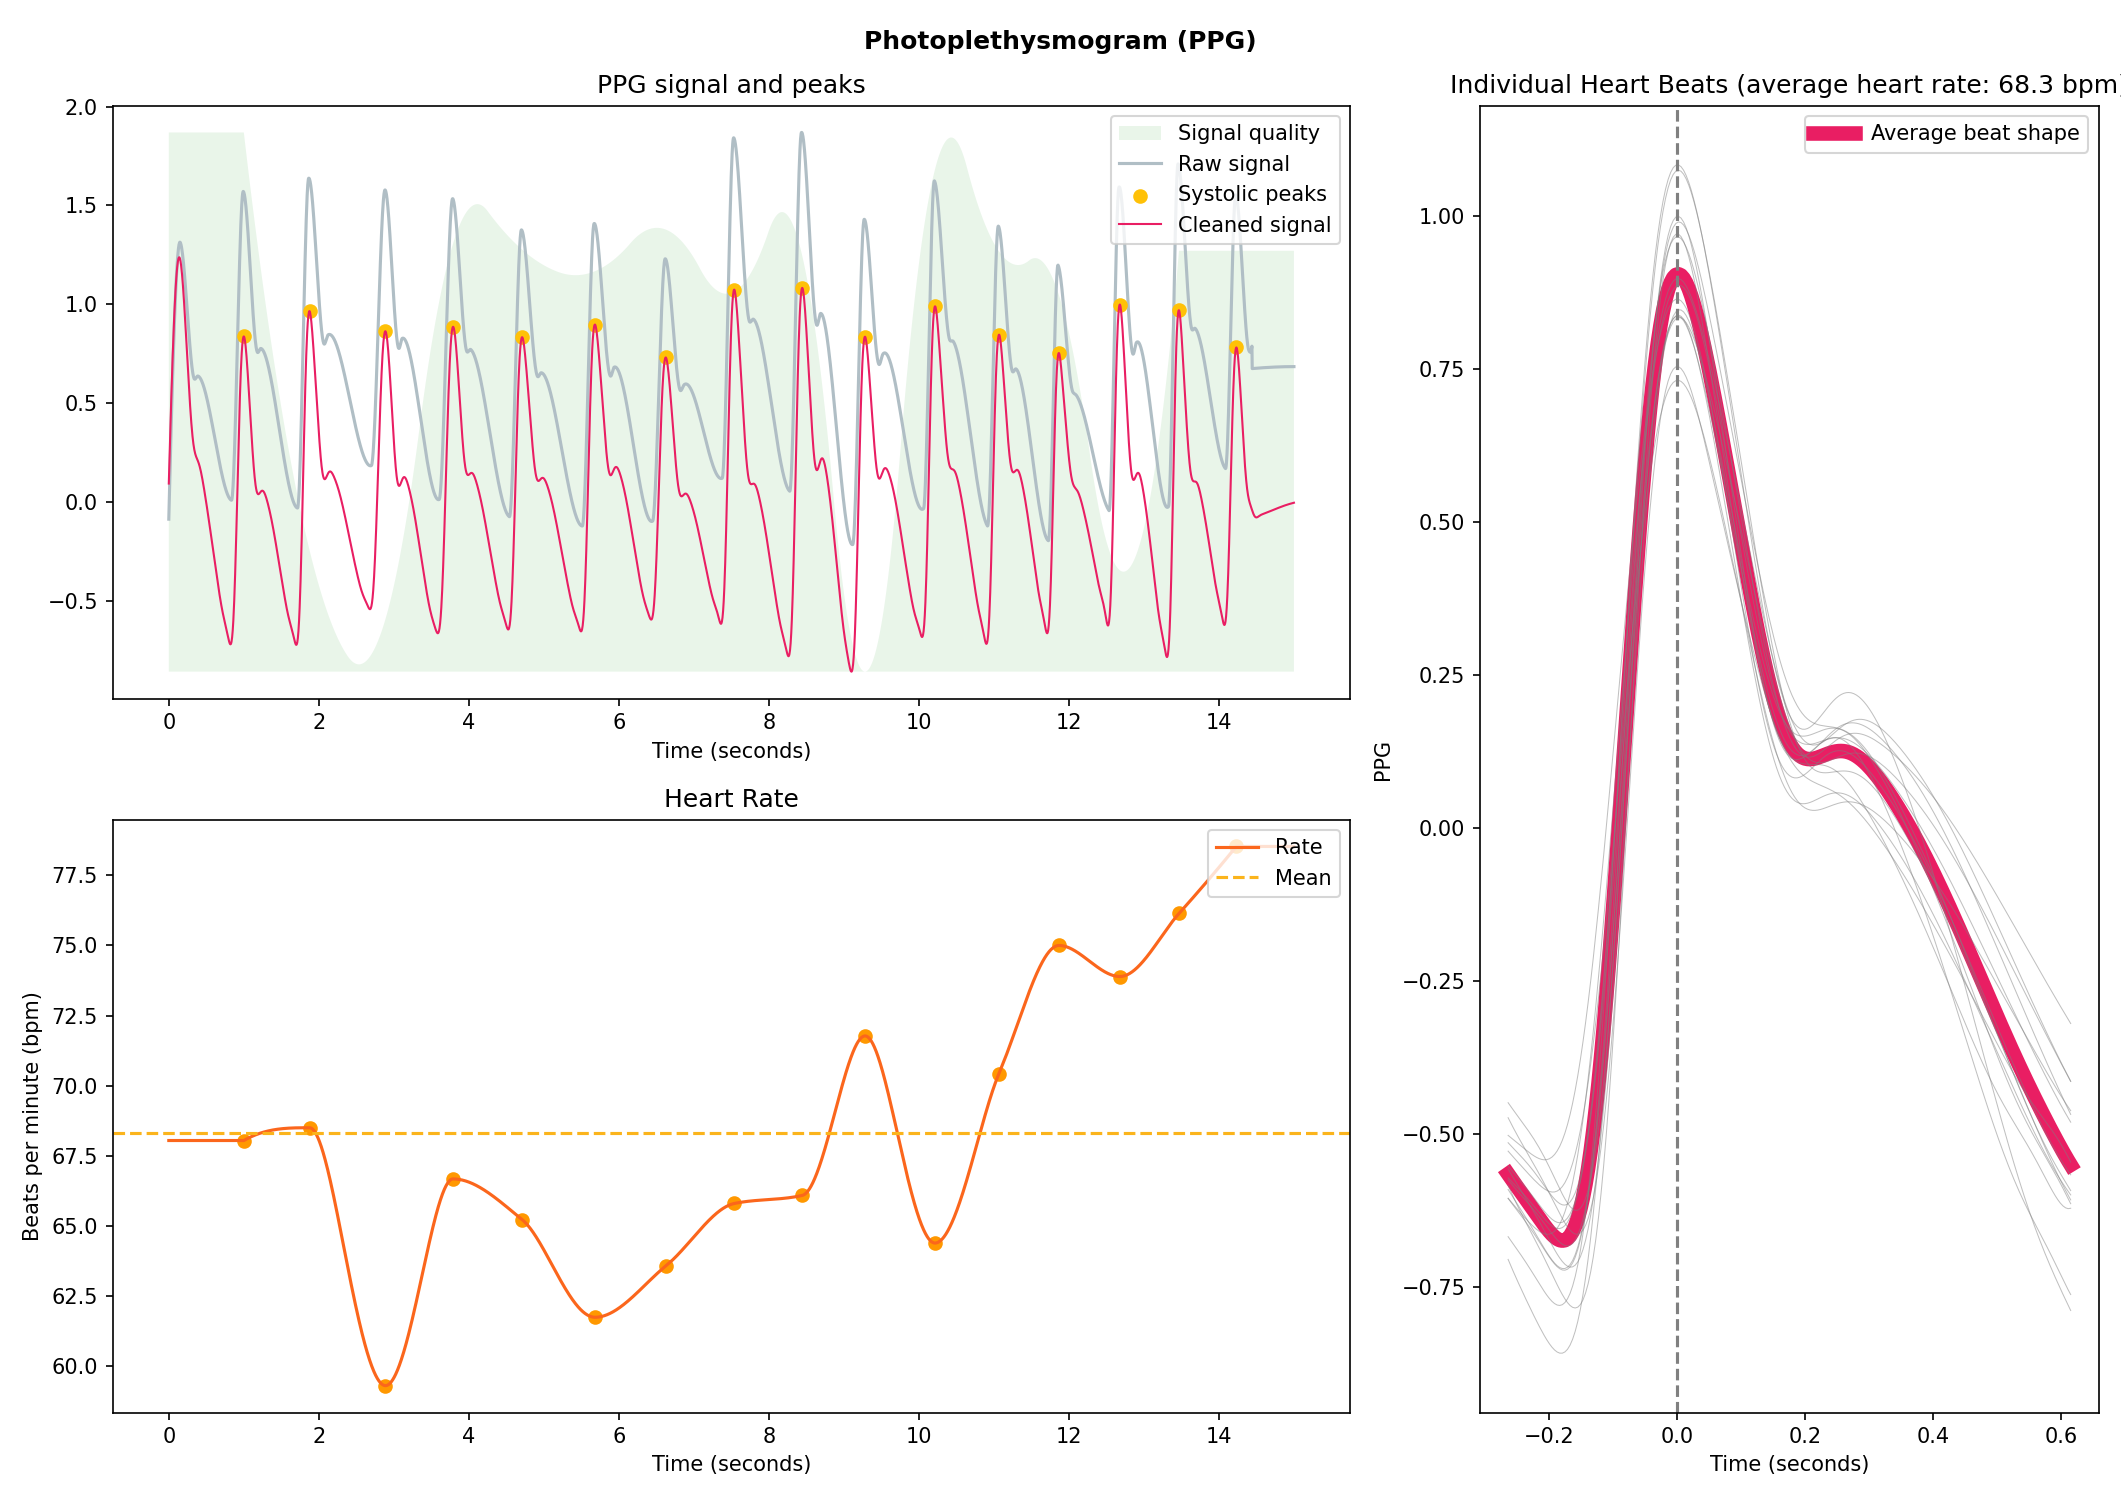 Photoplethysmogram (PPG)
PPG signal and peaks
2.0
1.5
1.0
0.5
0.0
−0.5
Signal quality
Raw signal
Systolic peaks
Cleaned signal
0 2 4 6 8 10 12 14
Time (seconds)
Heart Rate
Beats per minute (bpm)
77.5
75.0
72.5
70.0
67.5
65.0
62.5
60.0
Rate
Mean
0 2 4 6 8 10 12 14
Time (seconds)
Individual Heart Beats (average heart rate: 68.3 bpm)
Average beat shape
PPG
1.00
0.75
0.50
0.25
0.00
−0.25
−0.50
−0.75
−0.2 0.0 0.2 0.4 0.6
Time (seconds)